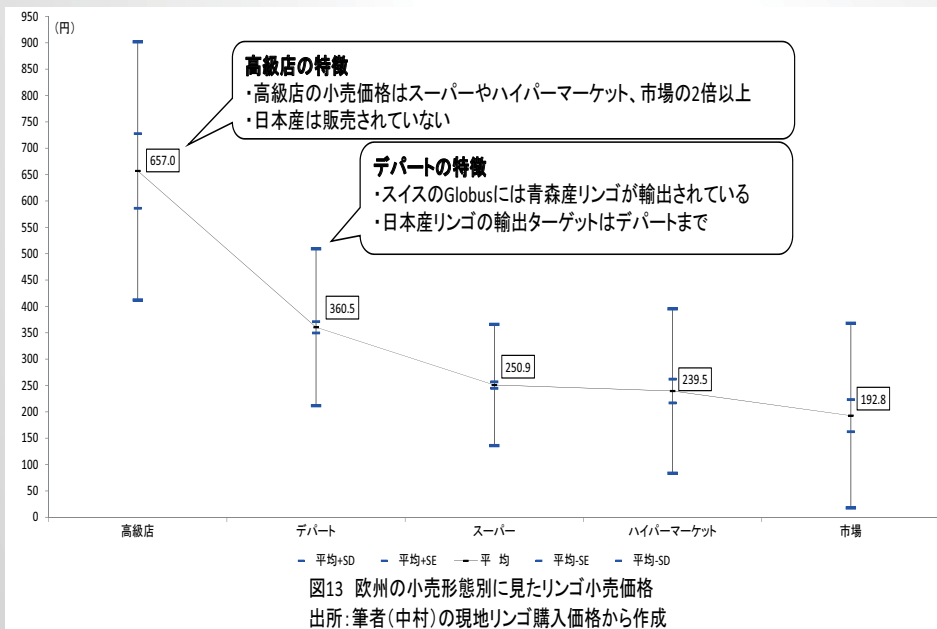 950
(円)
900
850
800
750
700
650
600
550
500
450
400
350
300
250
200
150
100
50
0
高級店の特徴
・高級店の小売価格はスーパーやハイパーマーケット、市場の2倍以上
・日本産は販売されていない
デパートの特徴
・スイスのGlobusには青森産リンゴが輸出されている
・日本産リンゴの輸出ターゲットはデパートまで
657.0
360.5
250.9
239.5
192.8
高級店 デパート スーパー ハイパーマーケット 市場
平均+SD 平均+SE 平 均 平均-SE 平均-SD
図13 欧州の小売形態別に見たリンゴ小売価格
出所:筆者(中村)の現地リンゴ購入価格から作成